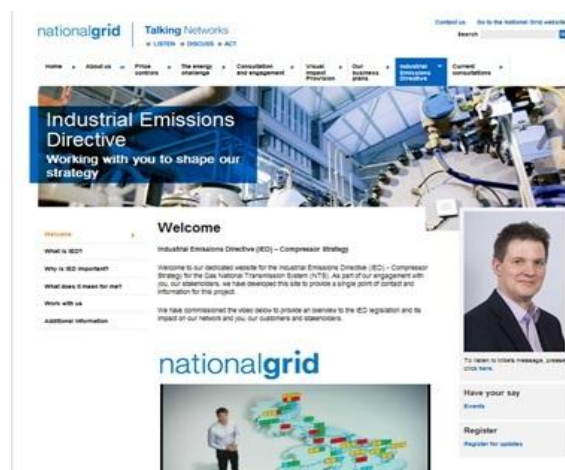 nationalgrid
Talking Networks
LISTEN DISCUSS ACT
Contact us Go to the National Grid website
Search
Home
About us
Price controls
The energy challenge
Consultation and engagement
Visual Impact Provision
Our business plans
Industrial Emissions Directive
Current consultations
Industrial Emissions
Directive
Working with you to shape our
strategy
Welcome
What is IED?
Why is IED important?
What does it mean for me?
Work with us
Additional information
Welcome
Industrial Emissions Directive (IED) – Compressor Strategy
Welcome to our dedicated website for the Industrial Emissions Directive (IED) – Compressor
Strategy for the Gas National Transmission System (NTS). As part of our engagement with
you, our stakeholders, we have developed this site to provide a single point of contact and
information for this project.
We have commissioned the video below to provide an overview to the IED legislation and its
impact on our network and you, our customers and stakeholders.
nationalgrid
To listen to Mike's message, please
click here.
Have your say
Events
Register
Register for updates